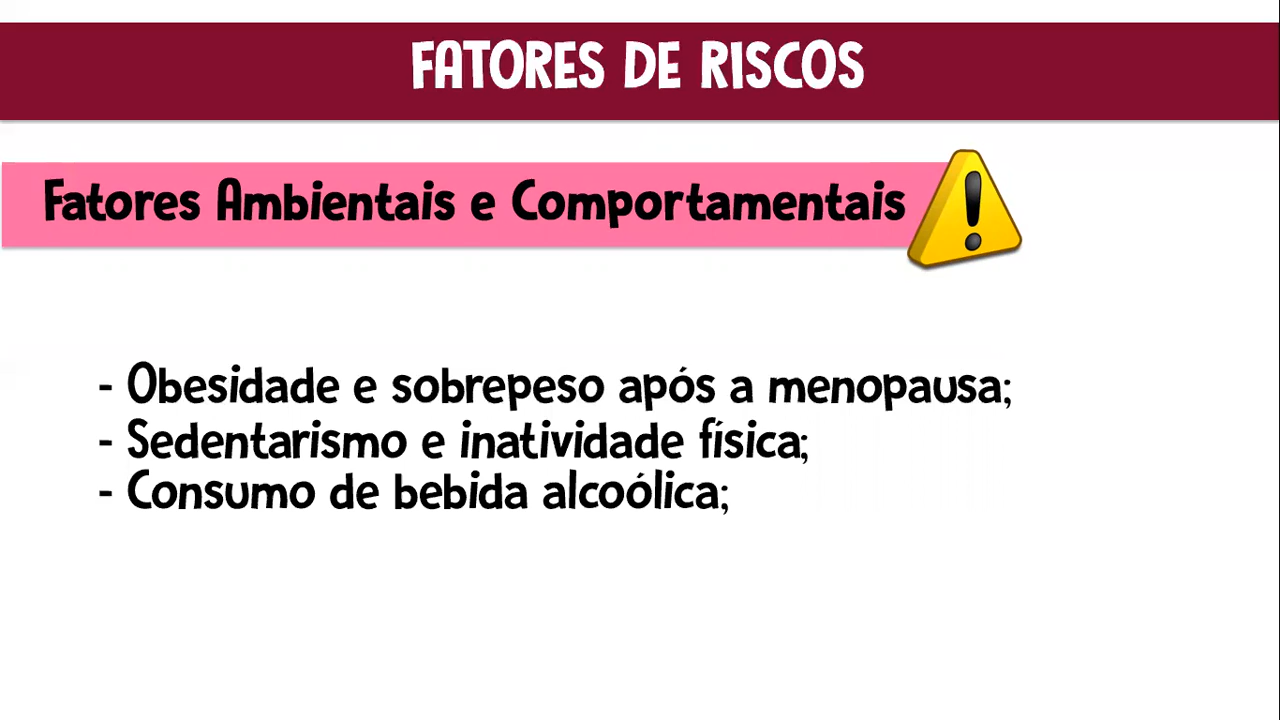 FATORES DE RISCOS
Fatores Ambientais e Comportamentais
- Obesidade e sobrepeso após a menopausa;
- Sedentarismo e inatividade física;
- Consumo de bebida alcoólica;